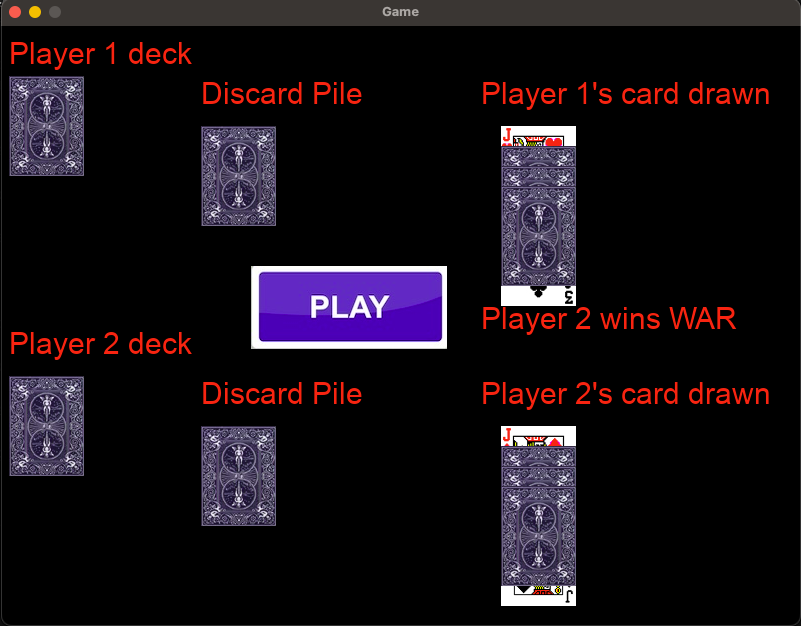 Game
Player 1 deck
Discard Pile
Player 1's card drawn
J
PLAY
3
Player 2 wins WAR
Player 2 deck
Discard Pile
Player 2's card drawn
J
J